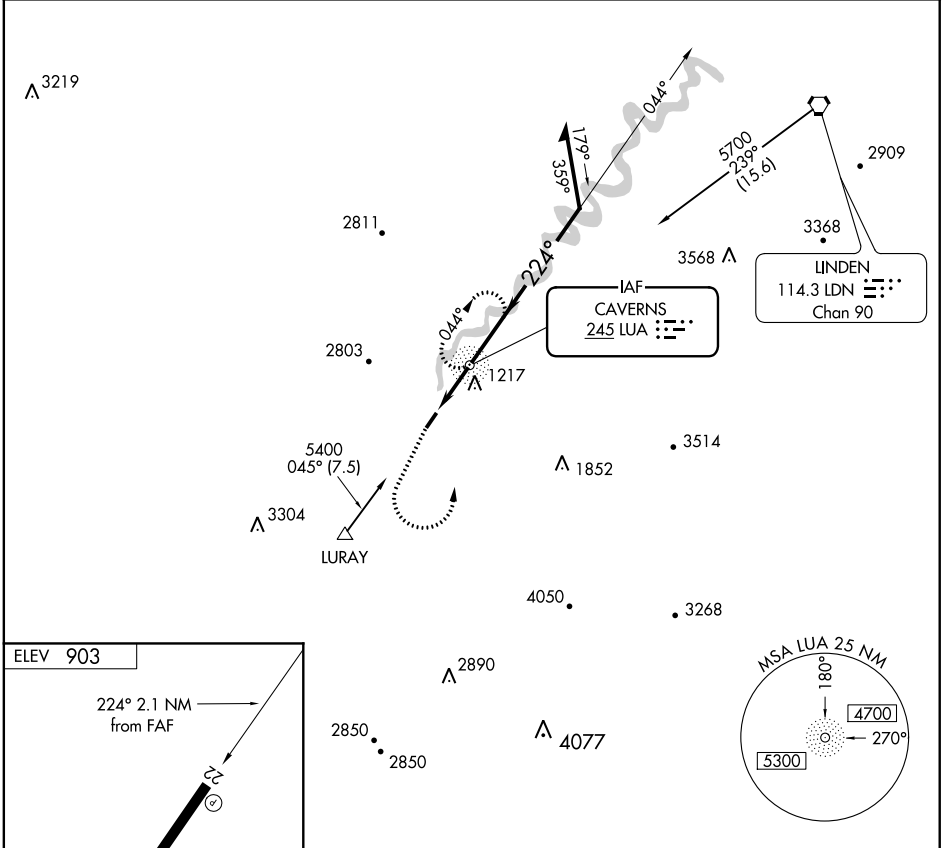 3219
044°
179°
359°
5700
239°
(15.6)
2909
2811
3368
3568
224°
LINDEN
114.3 LDN
Chan 90
IAF
CAVERNS
245 LUA
044°
2803
1217
3514
5400
045° (7.5)
1852
3304
LURAY
4050
3268
ELEV 903
2890
MSA LUA 25 NM
180°
4700
270°
5300
224° 2.1 NM
from FAF
2850
2850
4077
22